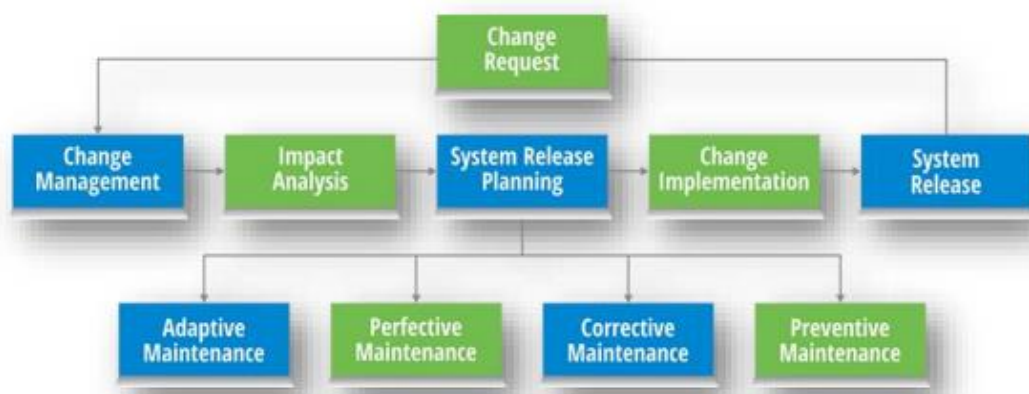 Change
Request
Change
Management
Impact
Analysis
System Release
Planning
Change
Implementation
System
Release
Adaptive
Maintenance
Perfective
Maintenance
Corrective
Maintenance
Preventive
Maintenance